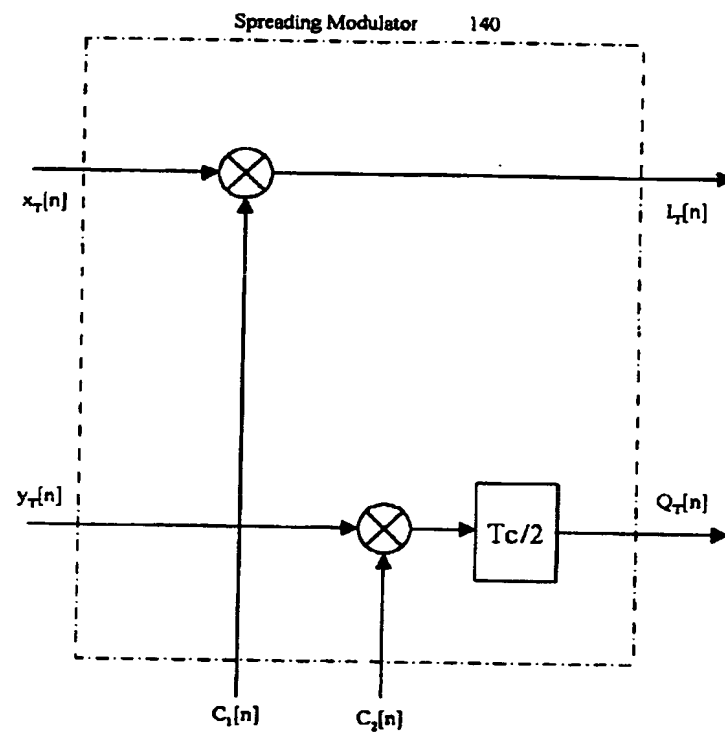 Spreading Modulator 140
x_T[n]
I_T[n]
y_T[n]
Q_T[n]
Tc/2
C_1[n]
C_2[n]